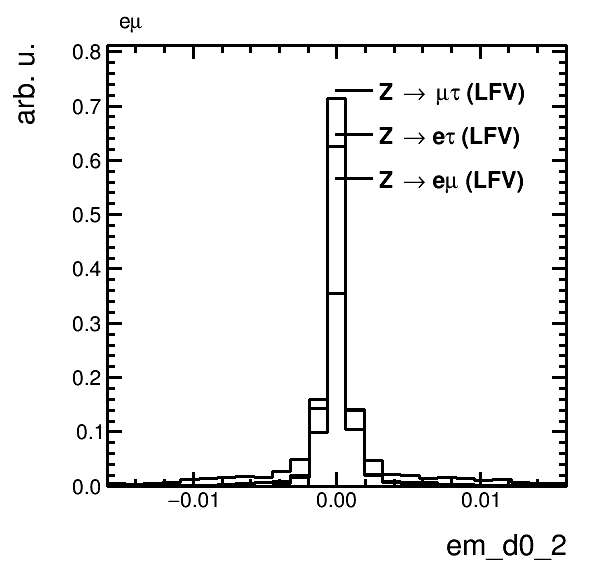 eμ
arb. u.
0.8
0.7
0.6
0.5
0.4
0.3
0.2
0.1
0.0
Z → μτ (LFV)
Z → eτ (LFV)
Z → eμ (LFV)
−0.01 0.00 0.01
em_d0_2